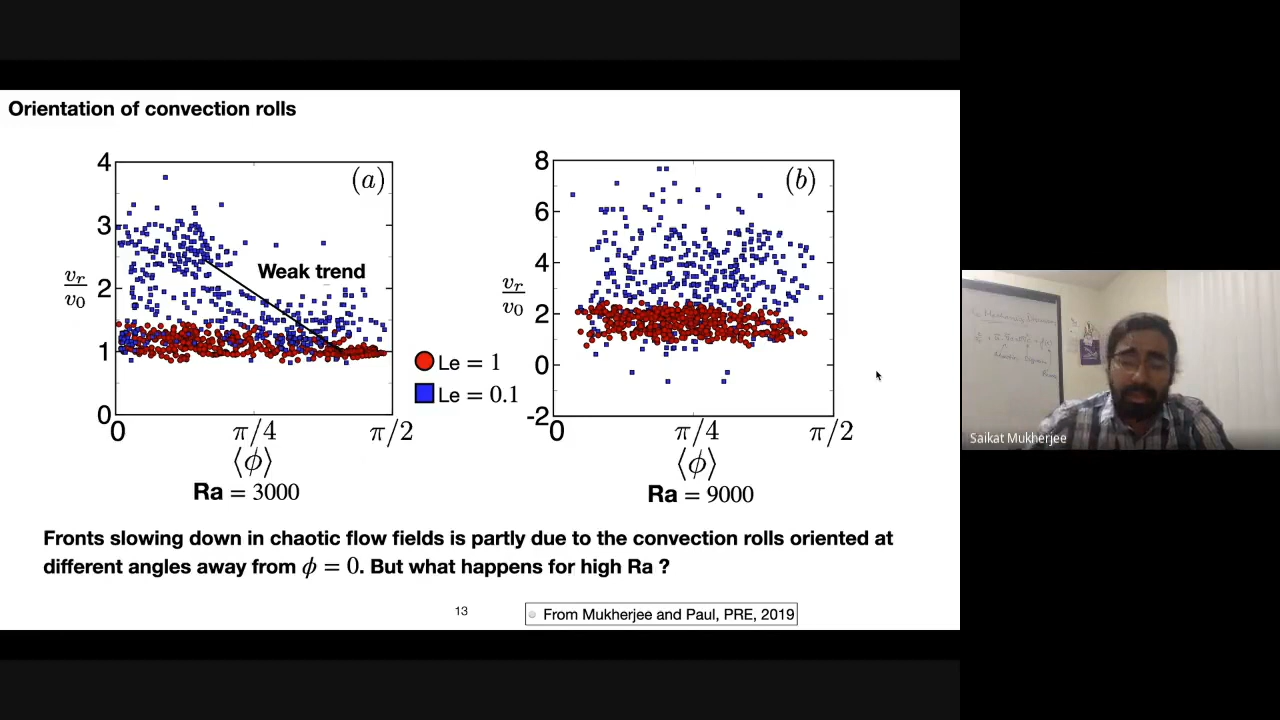 Orientation of convection rolls
4
3
2
1
0
v_r
v_0
(a)
Weak trend
0
π/4
π/2
⟨ϕ⟩
Ra = 3000
Le = 1
Le = 0.1
8
6
4
2
0
-2
v_r
v_0
(b)
0
π/4
π/2
⟨ϕ⟩
Ra = 9000
Fronts slowing down in chaotic flow fields is partly due to the convection rolls oriented at
different angles away from ϕ = 0. But what happens for high Ra ?
13
From Mukherjee and Paul, PRE, 2019
Saikat Mukherjee